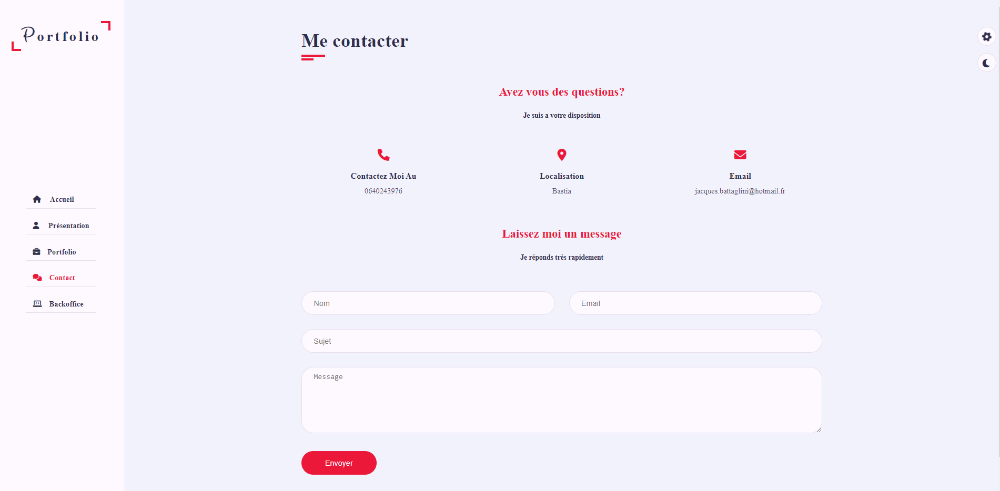 Portfolio
Accueil
Présentation
Portfolio
Contact
Backoffice
Me contacter
Avez vous des questions?
Je suis a votre disposition
Contactez Moi Au
0640243976
Localisation
Bastia
Email
jacques.battaglini@hotmail.fr
Laissez moi un message
Je réponds très rapidement
Nom
Email
Sujet
Message
Envoyer